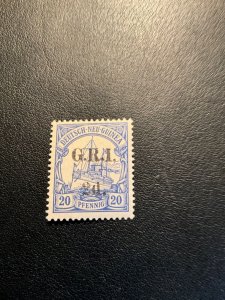 DEUTSCH-NEU-GUINEA
G.R.I.
2d.
20 PFENNIG 20